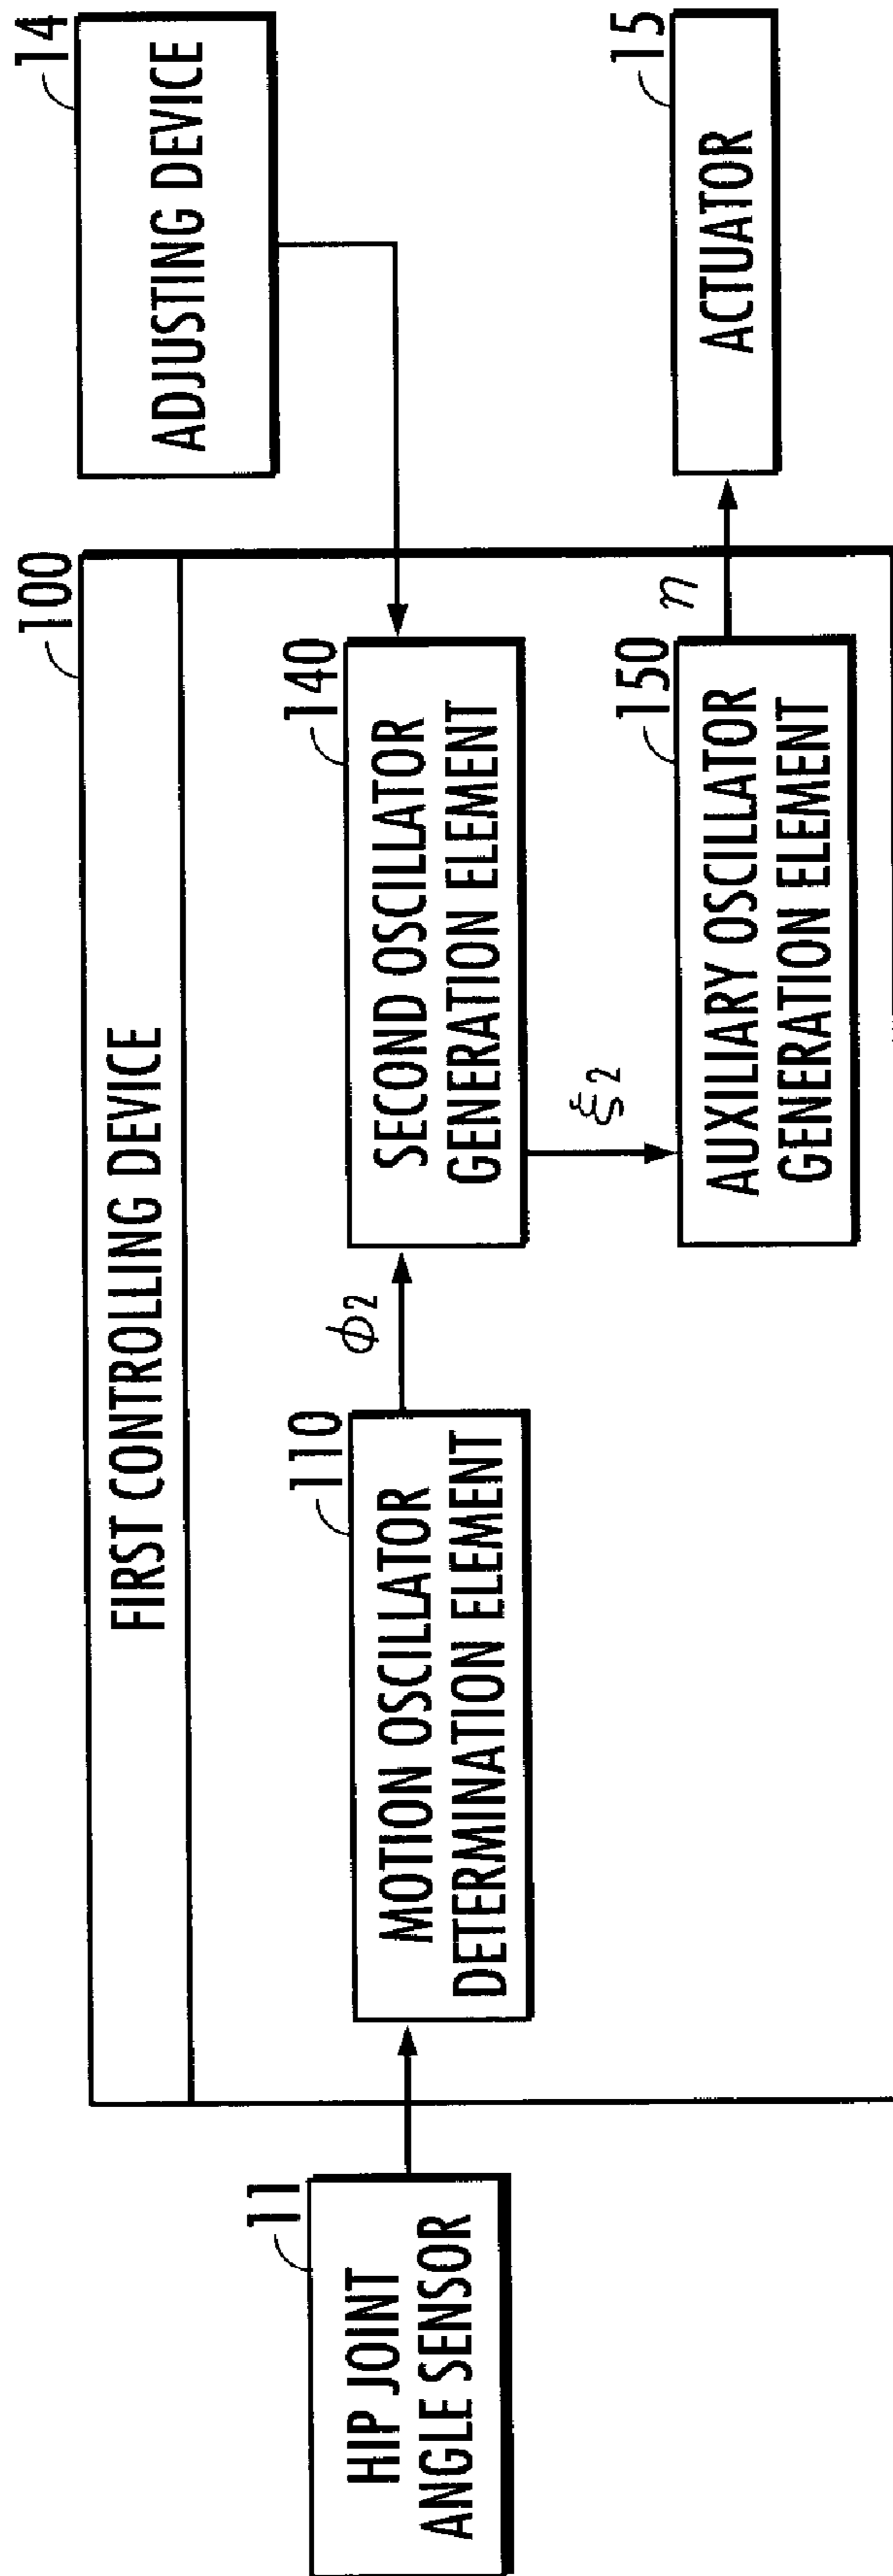 14
ADJUSTING DEVICE
100
FIRST CONTROLLING DEVICE
11
HIP JOINT
ANGLE SENSOR
110
MOTION OSCILLATOR
DETERMINATION ELEMENT
ϕ2
140
SECOND OSCILLATOR
GENERATION ELEMENT
ξ2
150
AUXILIARY OSCILLATOR
GENERATION ELEMENT
η
15
ACTUATOR